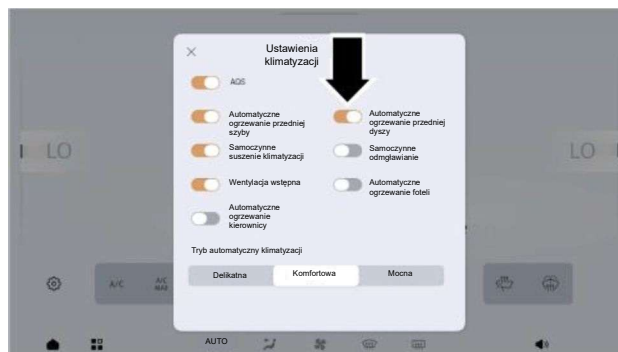 Ustawienia
klimatyzacji
AQS
Automatyczne
ogrzewanie przedniej
szyby
Automatyczne
ogrzewanie przedniej
dyszy
Samoczynne
suszenie klimatyzacji
Samoczynne
odmgławianie
LO
LO
Wentylacja wstępna
Automatyczne
ogrzewanie foteli
Automatyczne
ogrzewanie
kierownicy
Tryb automatyczny klimatyzacji
Delikatna
Komfortowa
Mocna
A/C
A/C
MAX
AUTO